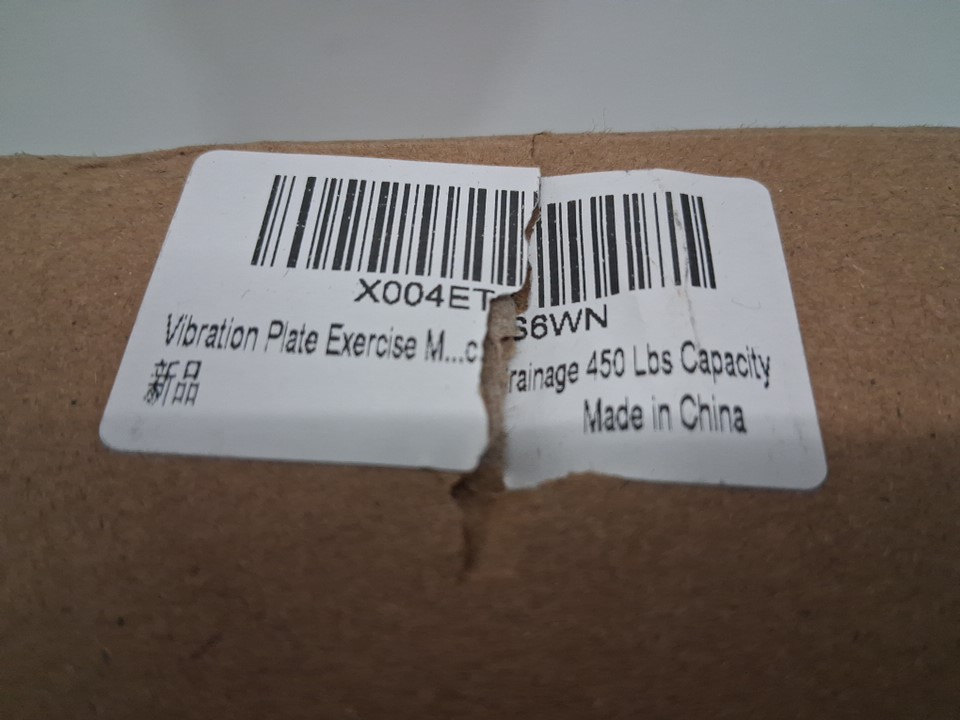 X004ET S6WN
Vibration Plate Exercise M...c rainage 450 Lbs Capacity
新品
Made in China